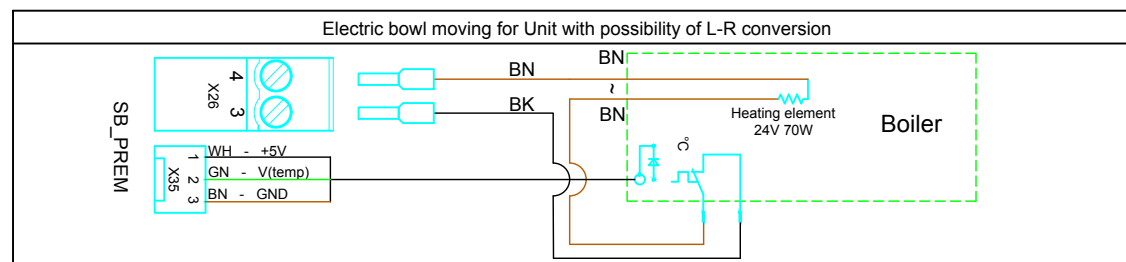 Electric bowl moving for Unit with possibility of L-R conversion
SB_PREM
X26
4
3
BN
BK
BN
~
BN
Heating element
24V 70W
Boiler
°C
X35
1 WH - +5V
2 GN - V(temp)
3 BN - GND